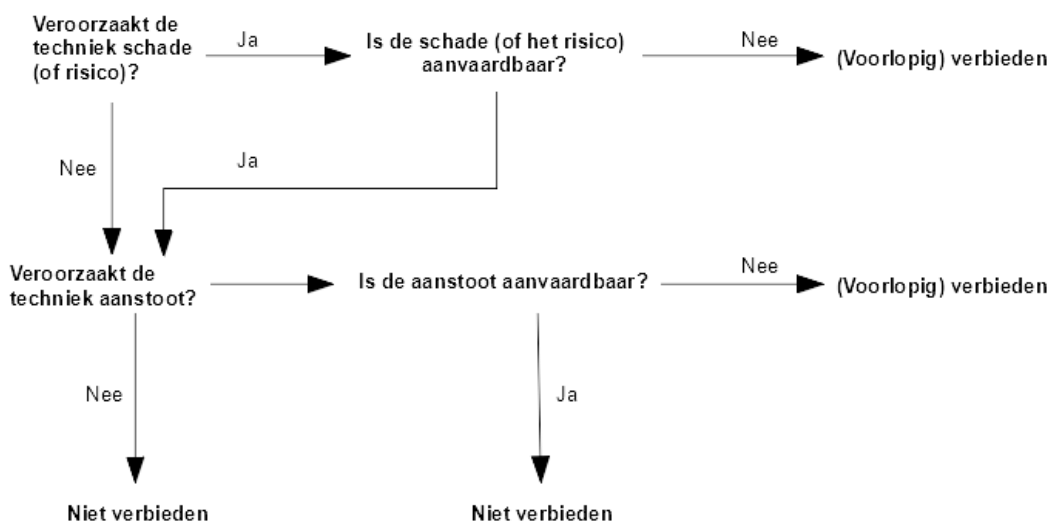 Veroorzaakt de
techniek schade
(of risico)?
Ja
Is de schade (of het risico)
aanvaardbaar?
Nee
(Voorlopig) verbieden
Nee
Ja
Veroorzaakt de
techniek aanstoot?
Is de aanstoot aanvaardbaar?
Nee
(Voorlopig) verbieden
Nee
Ja
Niet verbieden
Niet verbieden